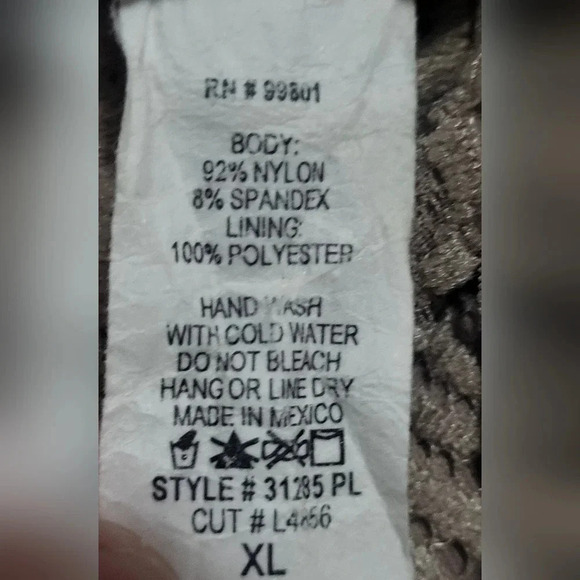 RN # 99801
BODY:
92% NYLON
8% SPANDEX
LINING:
100% POLYESTER
HAND WASH
WITH COLD WATER
DO NOT BLEACH
HANG OR LINE DRY
MADE IN MEXICO
STYLE # 31285 PL
CUT #
XL